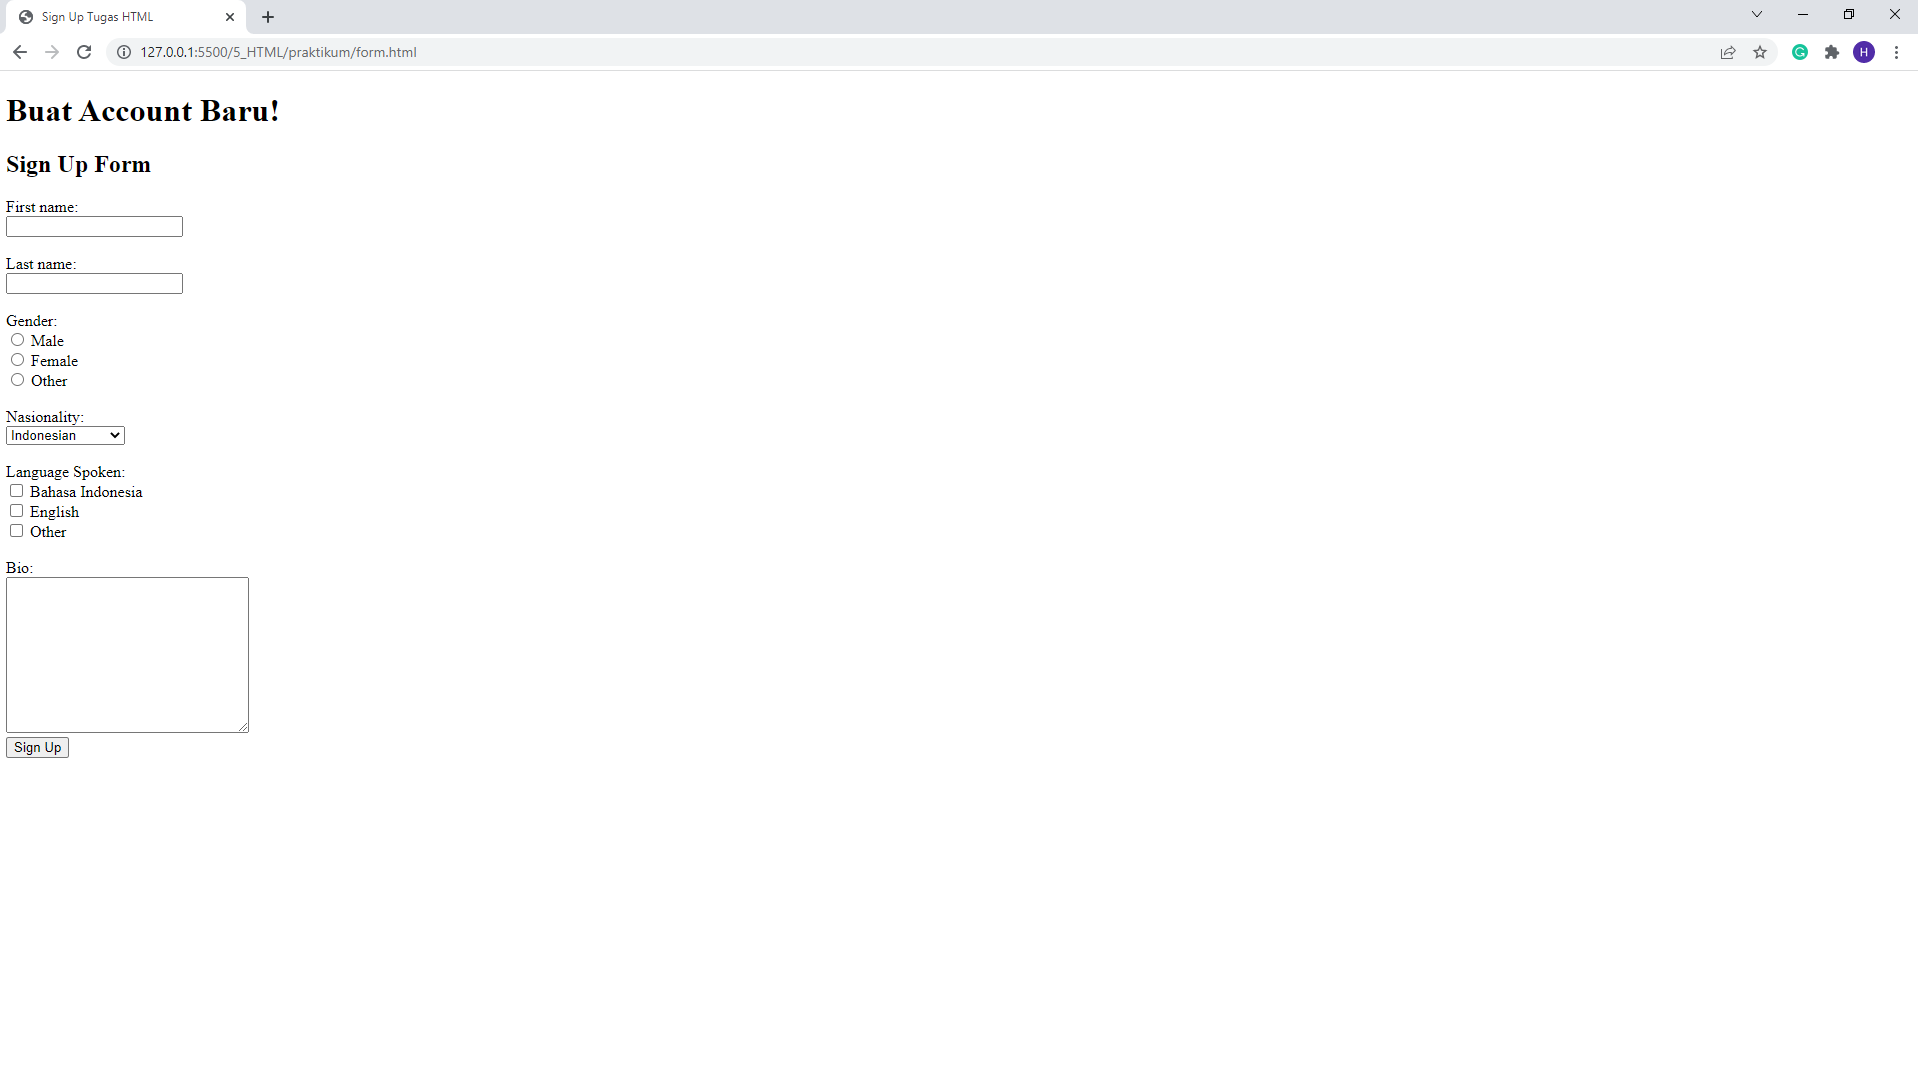 Sign Up Tugas HTML
127.0.0.1:5500/5_HTML/praktikum/form.html
H
Buat Account Baru!
Sign Up Form
First name:
Last name:
Gender:
Male
Female
Other
Nasionality:
Indonesian
Language Spoken:
Bahasa Indonesia
English
Other
Bio:
Sign Up